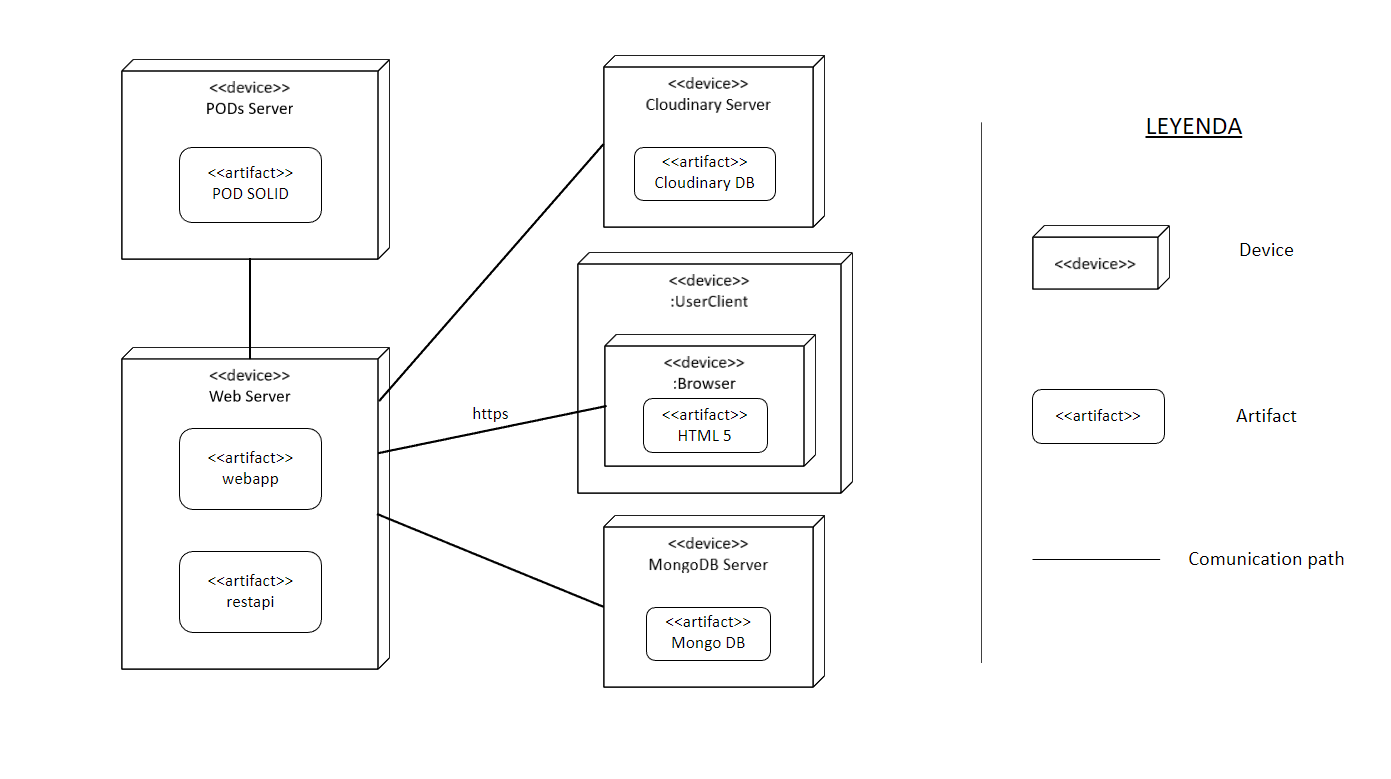 <<device>>
PODs Server
<<artifact>>
POD SOLID
<<device>>
Web Server
<<artifact>>
webapp
<<artifact>>
restapi
https
<<device>>
Cloudinary Server
<<artifact>>
Cloudinary DB
<<device>>
:UserClient
<<device>>
:Browser
<<artifact>>
HTML 5
<<device>>
MongoDB Server
<<artifact>>
Mongo DB
LEYENDA
<<device>>
Device
<<artifact>>
Artifact
Comunication path